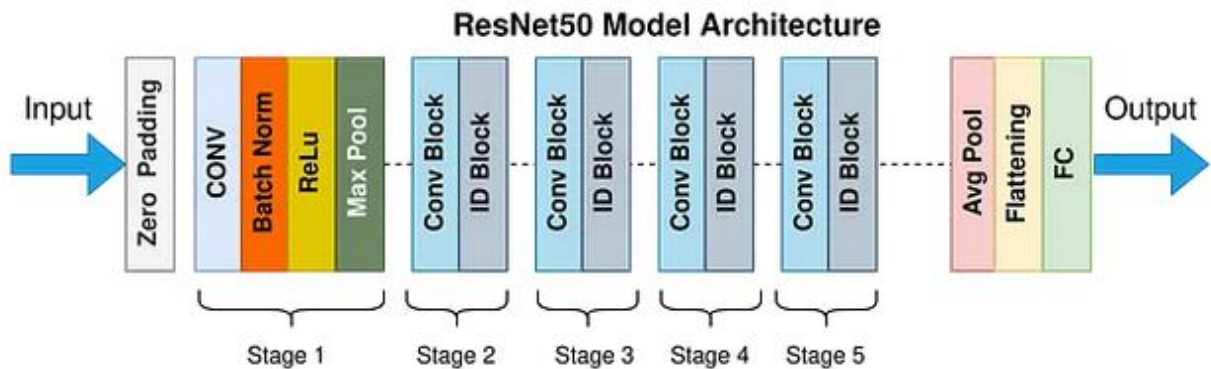 ResNet50 Model Architecture
Input
Zero Padding
CONV
Batch Norm
ReLu
Max Pool
Conv Block
ID Block
Conv Block
ID Block
Conv Block
ID Block
Conv Block
ID Block
Avg Pool
Flattening
FC
Output
Stage 1
Stage 2
Stage 3
Stage 4
Stage 5